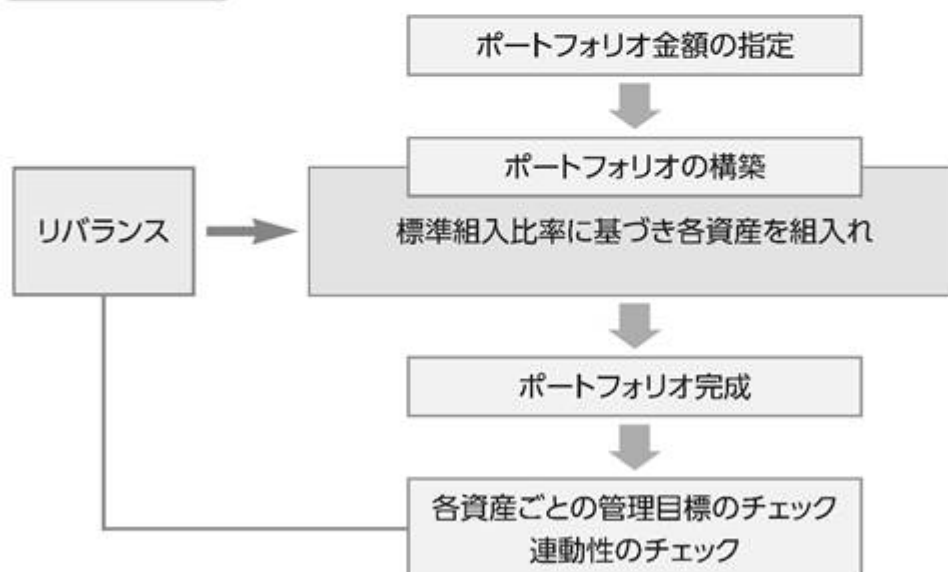 ポートフォリオ金額の指定
ポートフォリオの構築
リバランス
標準組入比率に基づき各資産を組入れ
ポートフォリオ完成
各資産ごとの管理目標のチェック
連動性のチェック